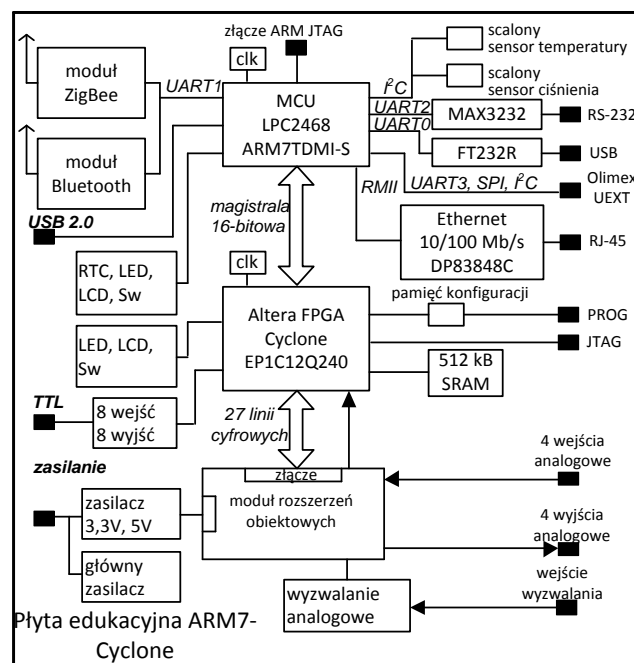 złącze ARM JTAG
scalony
sensor temperatury
clk
moduł
ZigBee
UART1
I²C
scalony
sensor ciśnienia
MCU
LPC2468
ARM7TDMI-S
UART2
MAX3232
RS-232
UART0
FT232R
USB
moduł
Bluetooth
UART3, SPI, I²C
Olimex
UEXT
USB 2.0
magistrala
16-bitowa
RMII
Ethernet
10/100 Mb/s
DP83848C
RJ-45
RTC, LED,
LCD, Sw
clk
pamięć konfiguracji
Altera FPGA
Cyclone
EP1C12Q240
PROG
JTAG
LED, LCD,
Sw
512 kB
SRAM
TTL
8 wejść
8 wyjść
27 linii
cyfrowych
4 wejścia
analogowe
zasilanie
złącze
moduł rozszerzeń
obiektowych
zasilacz
3,3V, 5V
4 wyjścia
analogowe
główny
zasilacz
wyzwalanie
analogowe
wejście
wyzwalania
Płyta edukacyjna ARM7-
Cyclone